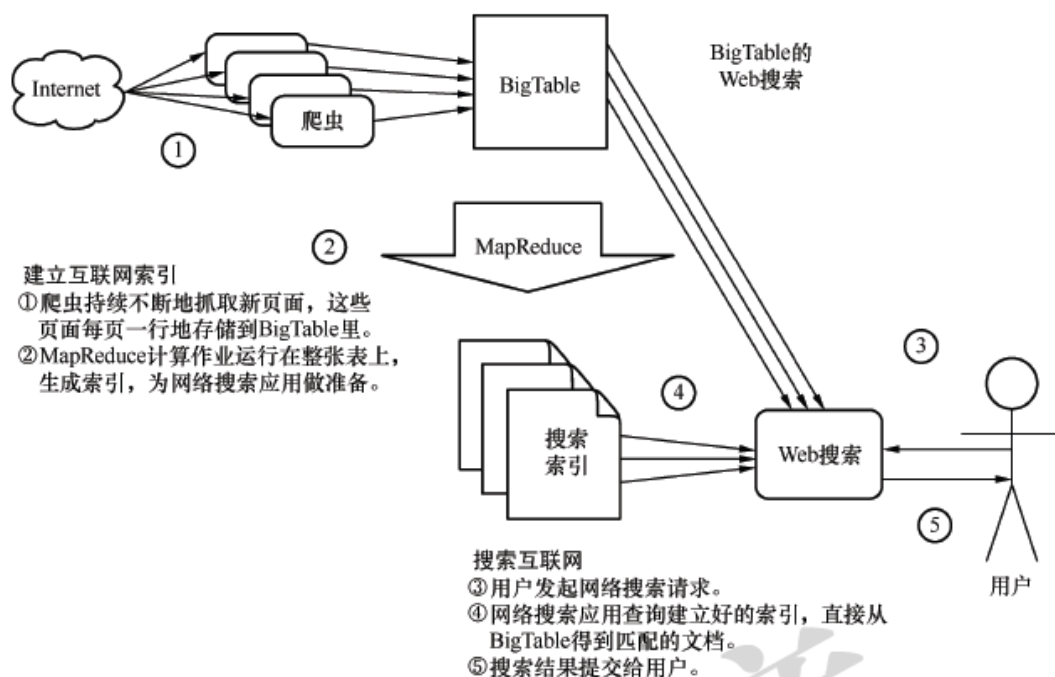 Internet
爬虫
BigTable
BigTable的
Web搜索
①
②
MapReduce
建立互联网索引
①爬虫持续不断地抓取新页面，这些
页面每页一行地存储到BigTable里。
②MapReduce计算作业运行在整张表上，
生成索引，为网络搜索应用做准备。
③
④
搜索
索引
Web搜索
⑤
用户
搜索互联网
③用户发起网络搜索请求。
④网络搜索应用查询建立好的索引，直接从
BigTable得到匹配的文档。
⑤搜索结果提交给用户。